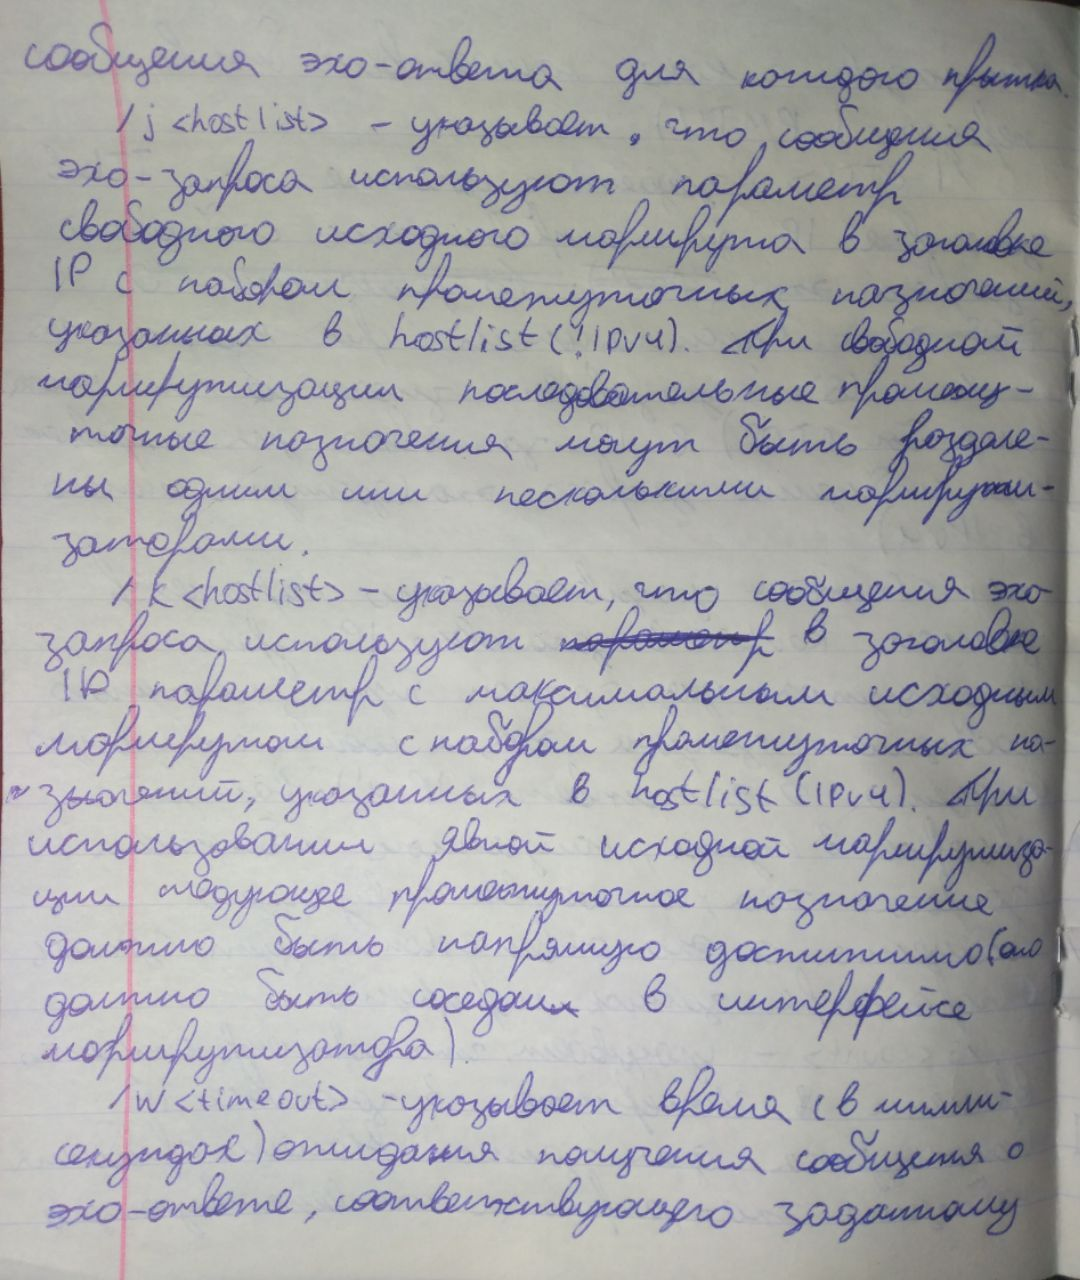 сообщения эхо-ответа для каждого прыжка.
/j <hostlist> - указывает, что сообщения
эхо-запроса используют параметр
свободного исходного маршрута в заголовке
IP с набором промежуточных назначений,
указанных в hostlist (!IPv4). При свободной
маршрутизации последовательные промежу-
точные назначения могут быть разделе-
ны одним или несколькими маршрути-
заторами.
/k <hostlist> - указывает, что сообщения эхо-
запроса используют в заголовке
IP параметр с максимальным исходным
маршрутом с набором промежуточных на-
значений, указанных в hostlist (IPv4). При
использовании явной исходной маршрутиза-
ции следующее промежуточное назначение
должно быть напрямую достижимо (оно
должно быть соседом в интерфейсе
маршрутизатора).
/w <timeout> - указывает время (в милли-
секундах) ожидания получения сообщения о
эхо-ответе, соответствующего заданному